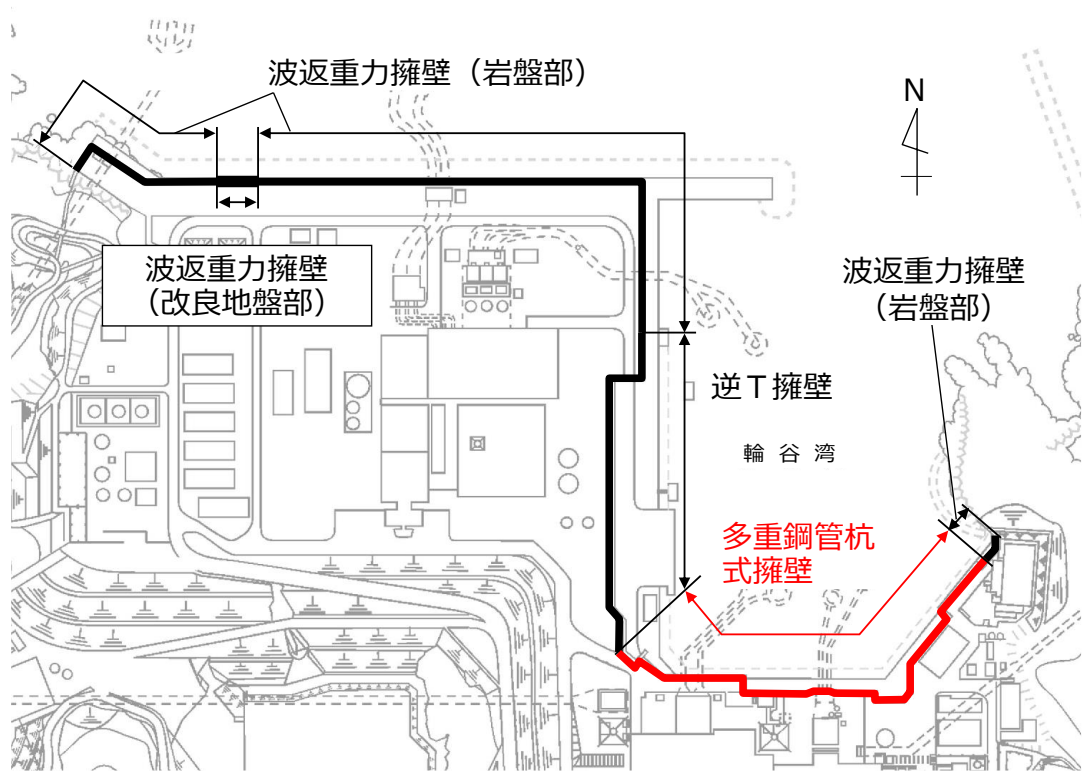 波返重力擁壁（岩盤部）
N
波返重力擁壁
（改良地盤部）
波返重力擁壁
（岩盤部）
逆Ｔ擁壁
輪谷湾
多重鋼管杭
式擁壁